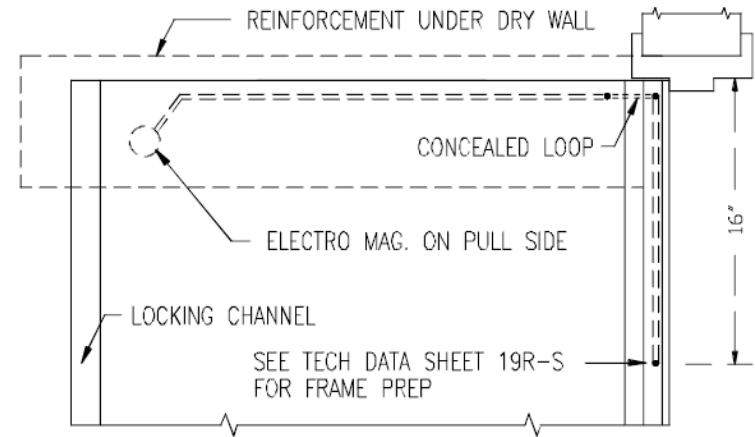 REINFORCEMENT UNDER DRY WALL
CONCEALED LOOP
16"
ELECTRO MAG. ON PULL SIDE
LOCKING CHANNEL
SEE TECH DATA SHEET 19R-S
FOR FRAME PREP